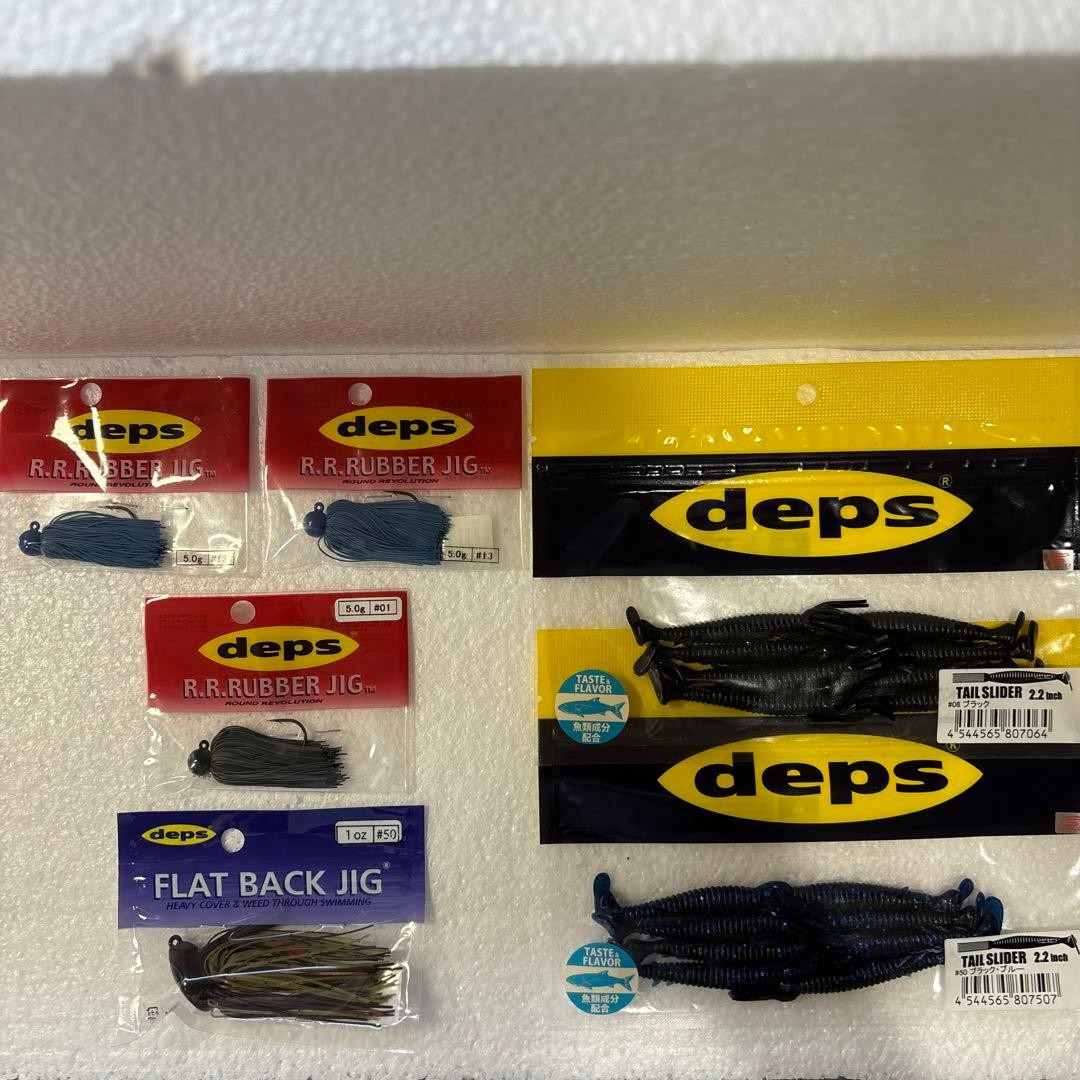 deps®
R.R.RUBBER JIG™
ROUND REVOLUTION
5.0g #13
deps®
R.R.RUBBER JIG™
ROUND REVOLUTION
5.0g #13
5.0g #01
deps®
R.R.RUBBER JIG™
ROUND REVOLUTION
deps
1 oz #50
FLAT BACK JIG®
HEAVY COVER & WEED THROUGH SWIMMING
deps®
TASTE &
FLAVOR
魚類成分
配合
TAIL SLIDER 2.2 inch
#06 ブラック
4 544565 807064
deps®
TASTE &
FLAVOR
魚類成分
配合
TAIL SLIDER 2.2 inch
#50 ブラック・ブルー
4 544565 807507